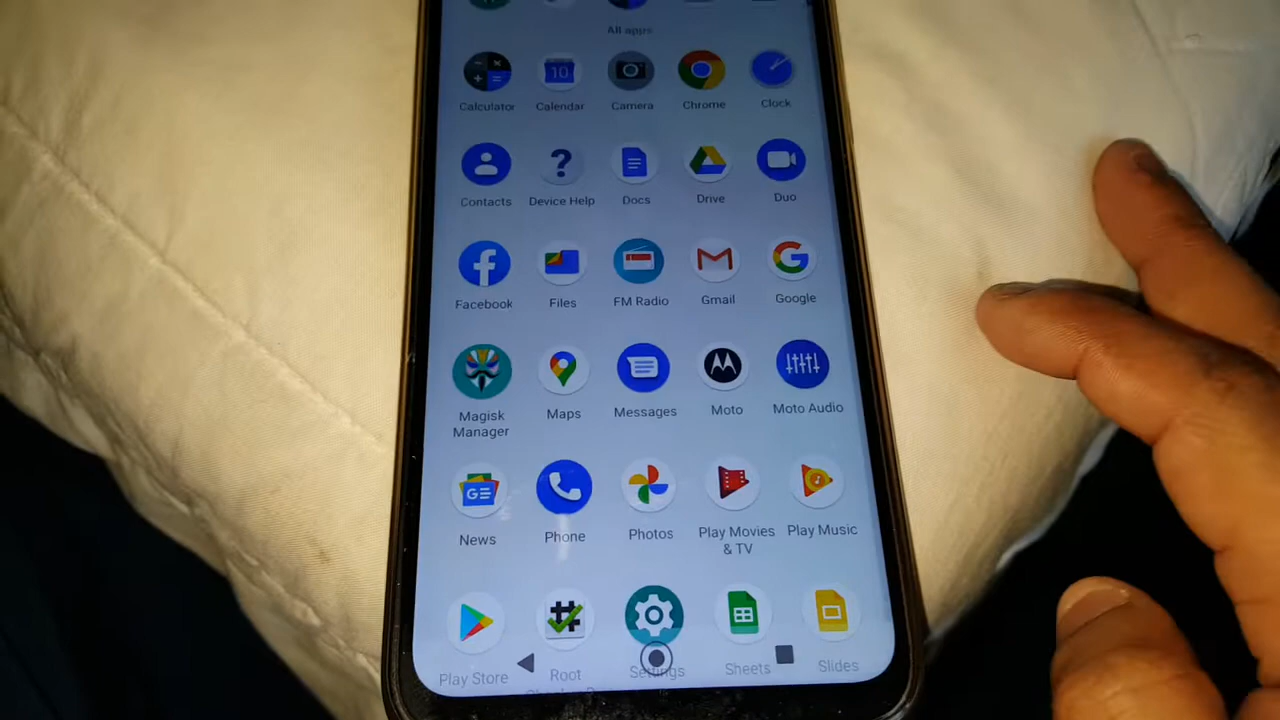 All apps
10
Calculator
Calendar
Camera
Chrome
Clock
?
Contacts
Device Help
Docs
Drive
Duo
Facebook
Files
FM Radio
Gmail
Google
Magisk
Manager
Maps
Messages
Moto
Moto Audio
GE
News
Phone
Photos
Play Movies
& TV
Play Music
Play Store
Root
Settings
Sheets
Slides